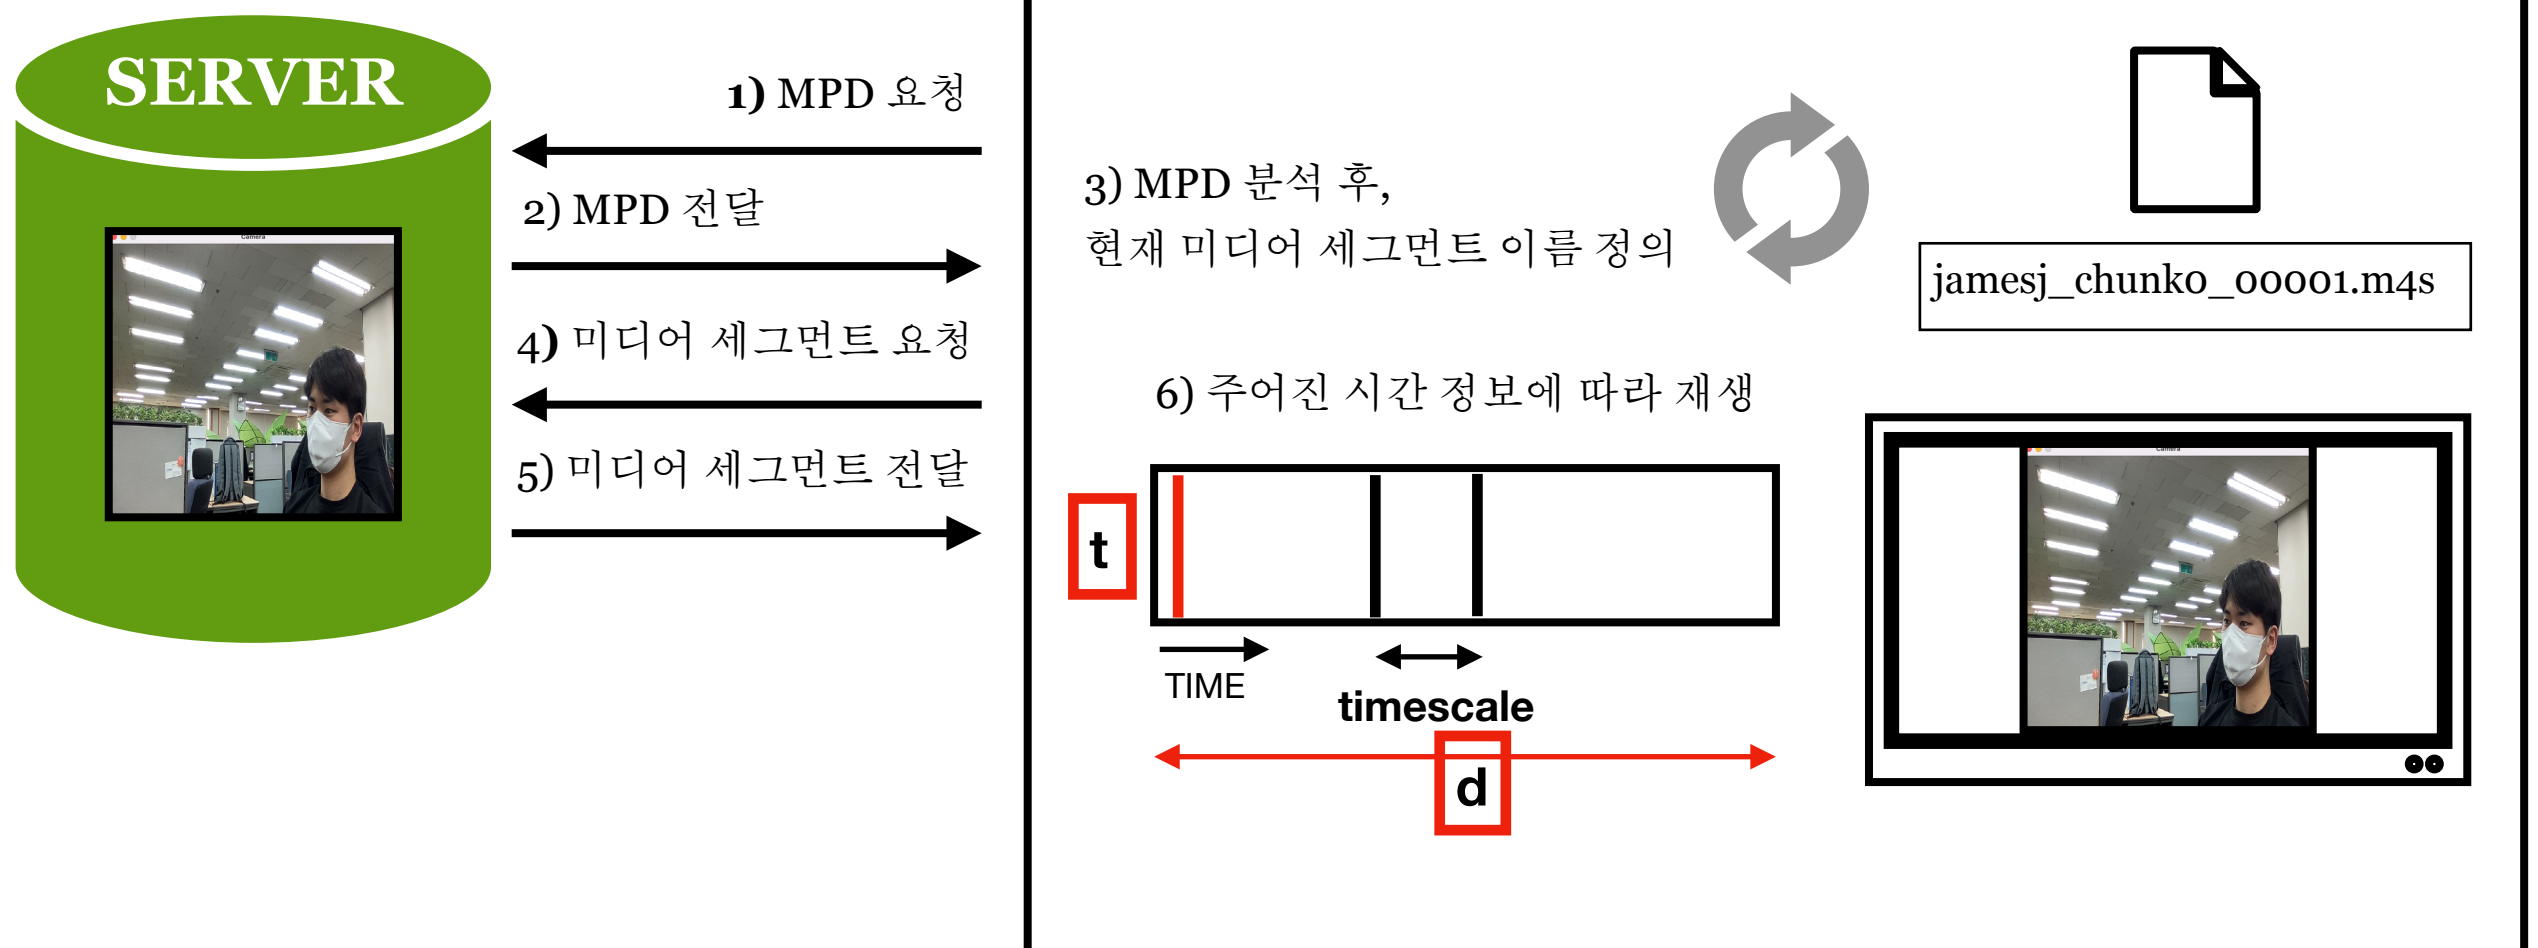 SERVER
1) MPD 요청
2) MPD 전달
4) 미디어 세그먼트 요청
5) 미디어 세그먼트 전달
Camera
3) MPD 분석 후,
현재 미디어 세그먼트 이름 정의
jamesj_chunk0_00001.m4s
6) 주어진 시간 정보에 따라 재생
t
TIME
timescale
d
Camera